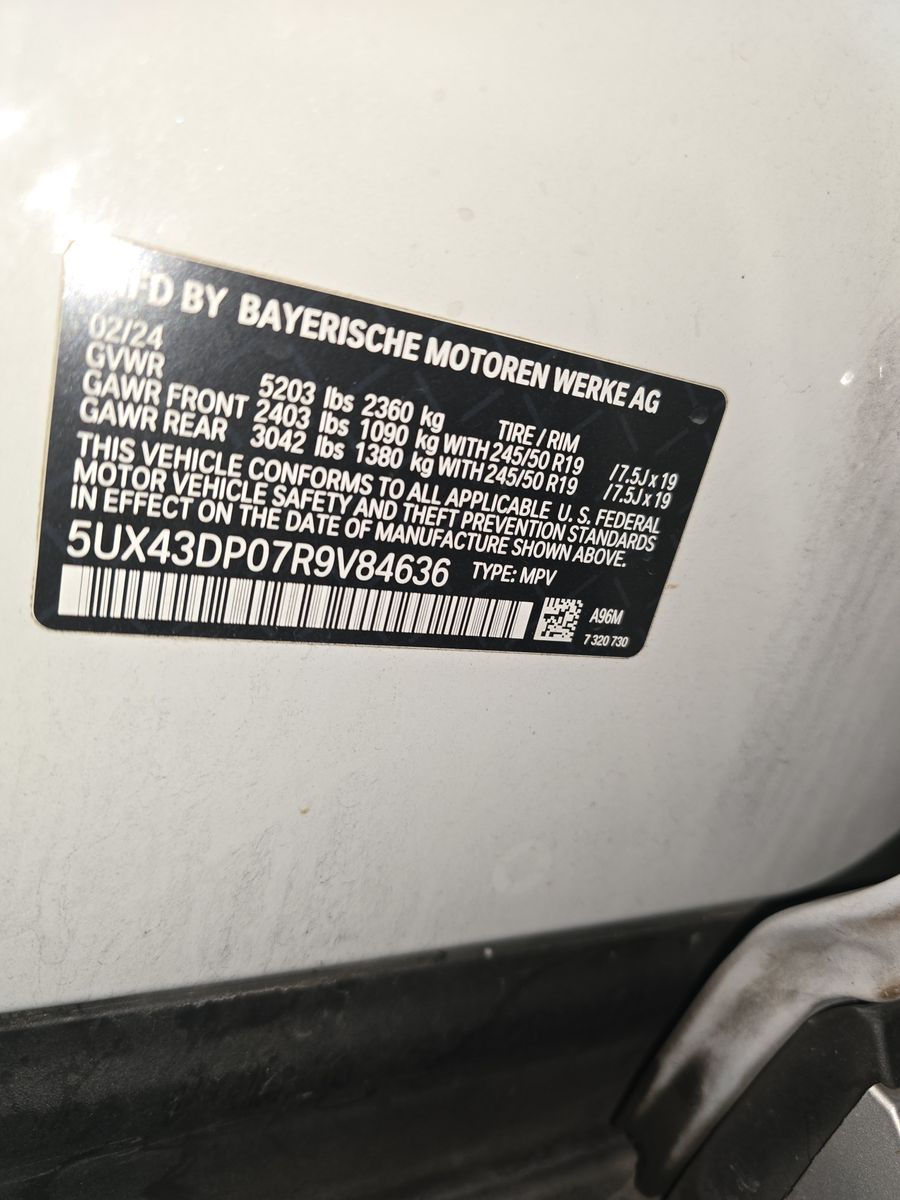 MFD BY BAYERISCHE MOTOREN WERKE AG
02/24
GVWR 5203 lbs 2360 kg TIRE / RIM
GAWR FRONT 2403 lbs 1090 kg WITH 245/50 R19 / 7.5J x 19
GAWR REAR 3042 lbs 1380 kg WITH 245/50 R19 / 7.5J x 19
THIS VEHICLE CONFORMS TO ALL APPLICABLE U. S. FEDERAL
MOTOR VEHICLE SAFETY AND THEFT PREVENTION STANDARDS
IN EFFECT ON THE DATE OF MANUFACTURE SHOWN ABOVE.
5UX43DP07R9V84636 TYPE: MPV
A96M
7 320 730